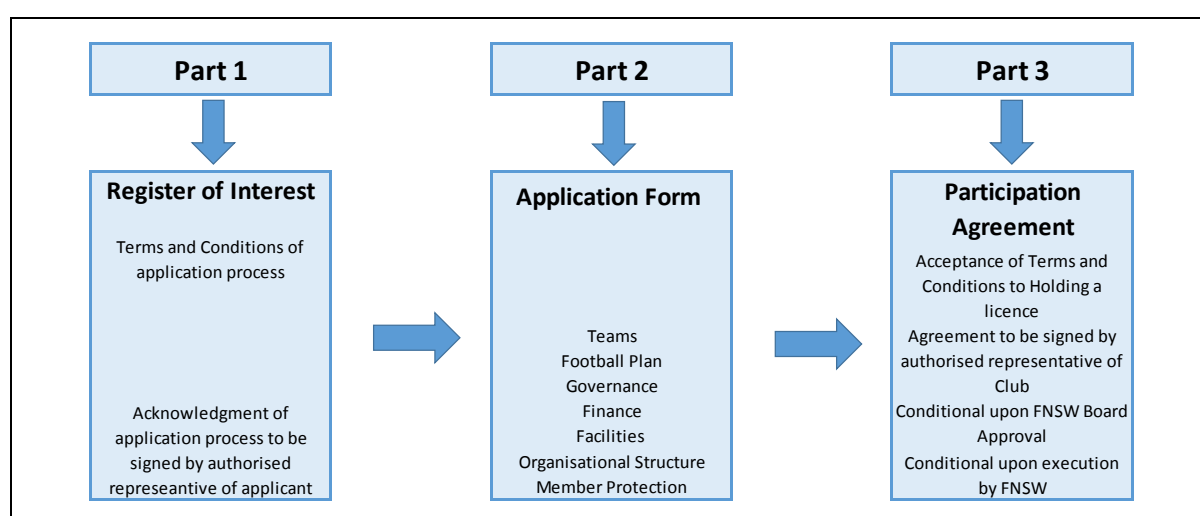 Part 1
Part 2
Part 3
Register of Interest
Terms and Conditions of
application process
Acknowledgment of
application process to be
signed by authorised
represeantive of applicant
Application Form
Teams
Football Plan
Governance
Finance
Facilities
Organisational Structure
Member Protection
Participation
Agreement
Acceptance of Terms and
Conditions to Holding a
licence
Agreement to be signed by
authorised representative of
Club
Conditional upon FNSW Board
Approval
Conditional upon execution
by FNSW